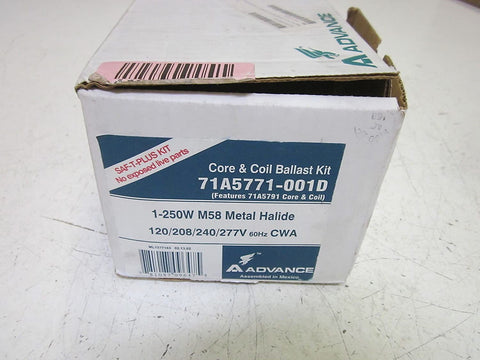 ADVANCE
SAF-T-PLUS KIT
No exposed live parts
Core & Coil Ballast Kit
71A5771-001D
(Features 71A5791 Core & Coil)
1-250W M58 Metal Halide
120/208/240/277V 60Hz CWA
ADVANCE
Assembled in Mexico.